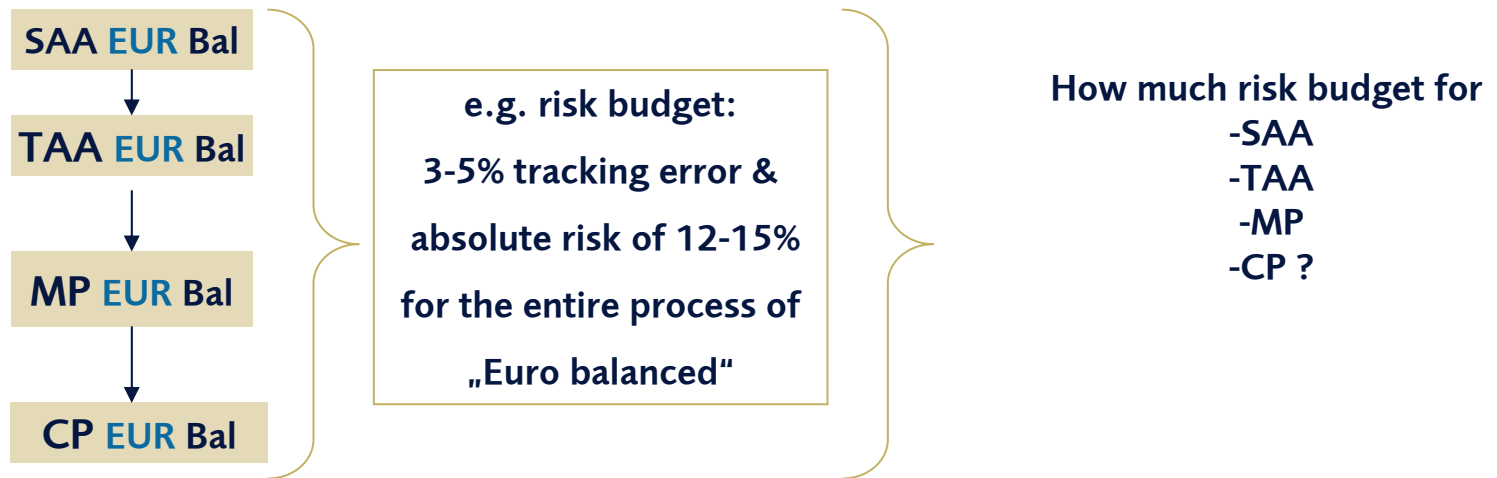 SAA EUR Bal
TAA EUR Bal
MP EUR Bal
CP EUR Bal
e.g. risk budget:
3-5% tracking error &
absolute risk of 12-15%
for the entire process of
„Euro balanced“
How much risk budget for
-SAA
-TAA
-MP
-CP ?